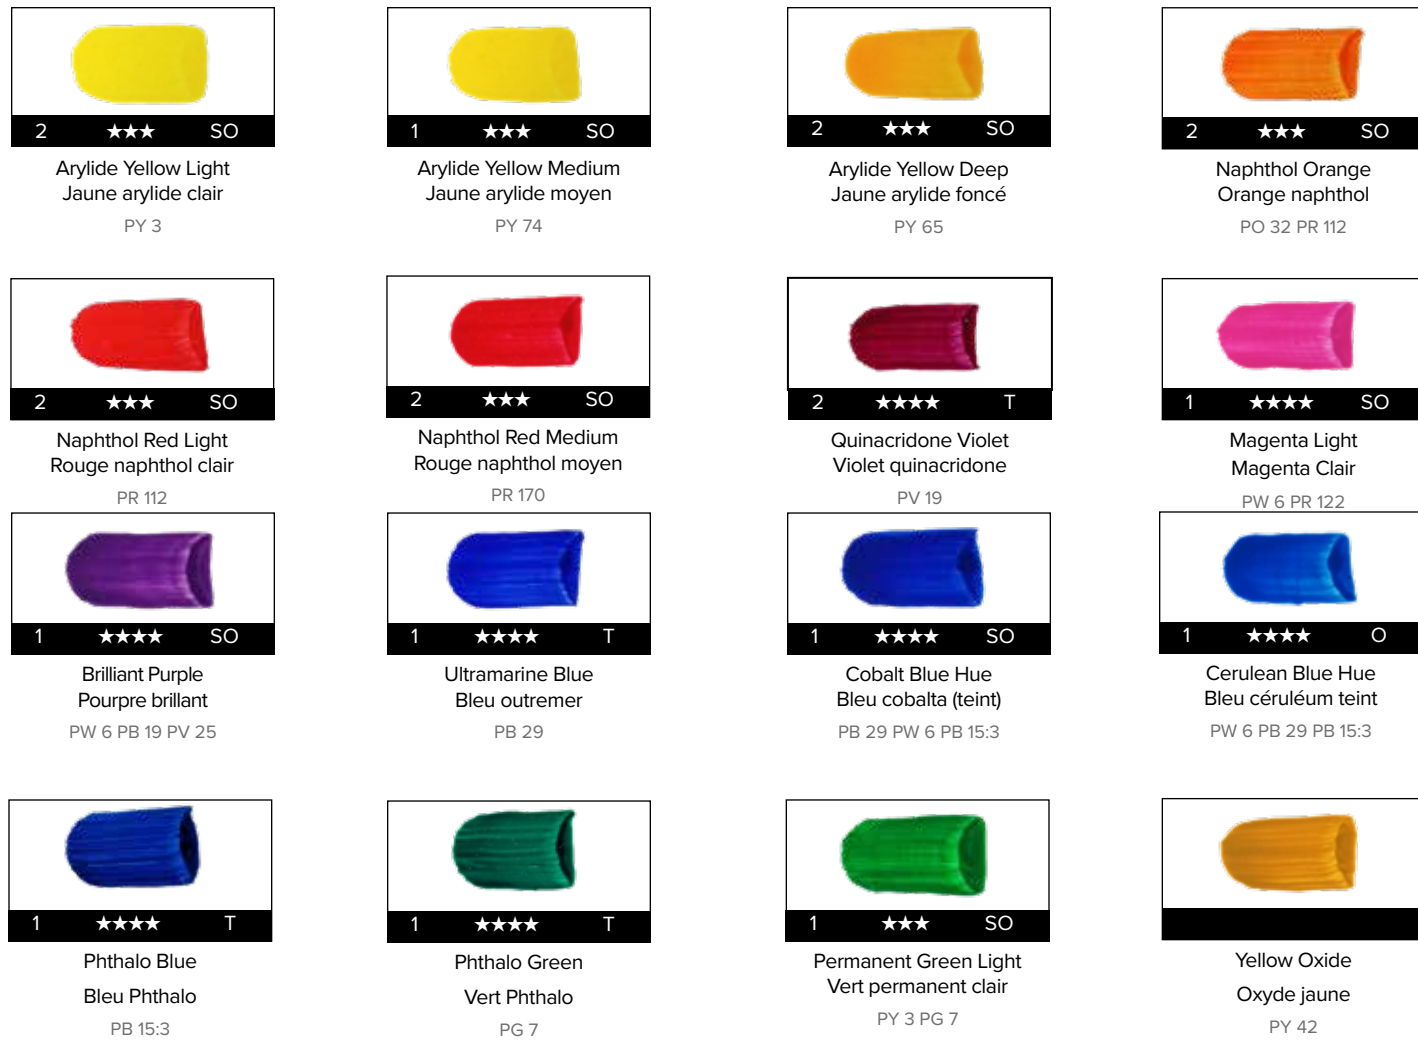 2 ★★★ SO
Arylide Yellow Light
Jaune arylide clair
PY 3
1 ★★★ SO
Arylide Yellow Medium
Jaune arylide moyen
PY 74
2 ★★★ SO
Arylide Yellow Deep
Jaune arylide foncé
PY 65
2 ★★★ SO
Naphthol Orange
Orange naphthol
PO 32 PR 112
2 ★★★ SO
Naphthol Red Light
Rouge naphthol clair
PR 112
2 ★★★ SO
Naphthol Red Medium
Rouge naphthol moyen
PR 170
2 ★★★★ T
Quinacridone Violet
Violet quinacridone
PV 19
1 ★★★★ SO
Magenta Light
Magenta Clair
PW 6 PR 122
1 ★★★★ SO
Brilliant Purple
Pourpre brillant
PW 6 PB 19 PV 25
1 ★★★★ T
Ultramarine Blue
Bleu outremer
PB 29
1 ★★★★ SO
Cobalt Blue Hue
Bleu cobalta (teint)
PB 29 PW 6 PB 15:3
1 ★★★★ O
Cerulean Blue Hue
Bleu céruléum teint
PW 6 PB 29 PB 15:3
1 ★★★★ T
Phthalo Blue
Bleu Phthalo
PB 15:3
1 ★★★★ T
Phthalo Green
Vert Phthalo
PG 7
1 ★★★ SO
Permanent Green Light
Vert permanent clair
PY 3 PG 7
Yellow Oxide
Oxyde jaune
PY 42